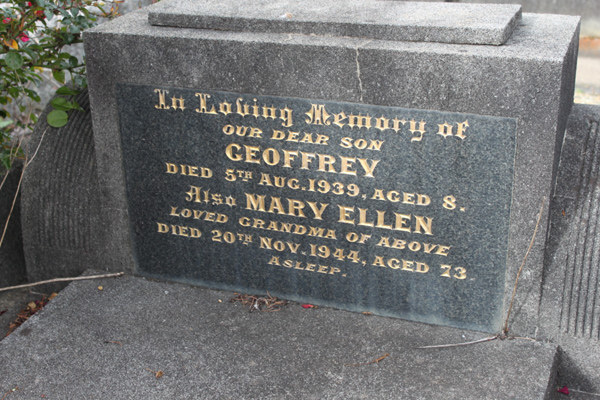 In Loving Memory of
OUR DEAR SON
GEOFFREY
DIED 5TH AUG. 1939, AGED 8.
Also MARY ELLEN
LOVED GRANDMA OF ABOVE
DIED 20TH NOV. 1944, AGED 73
ASLEEP.